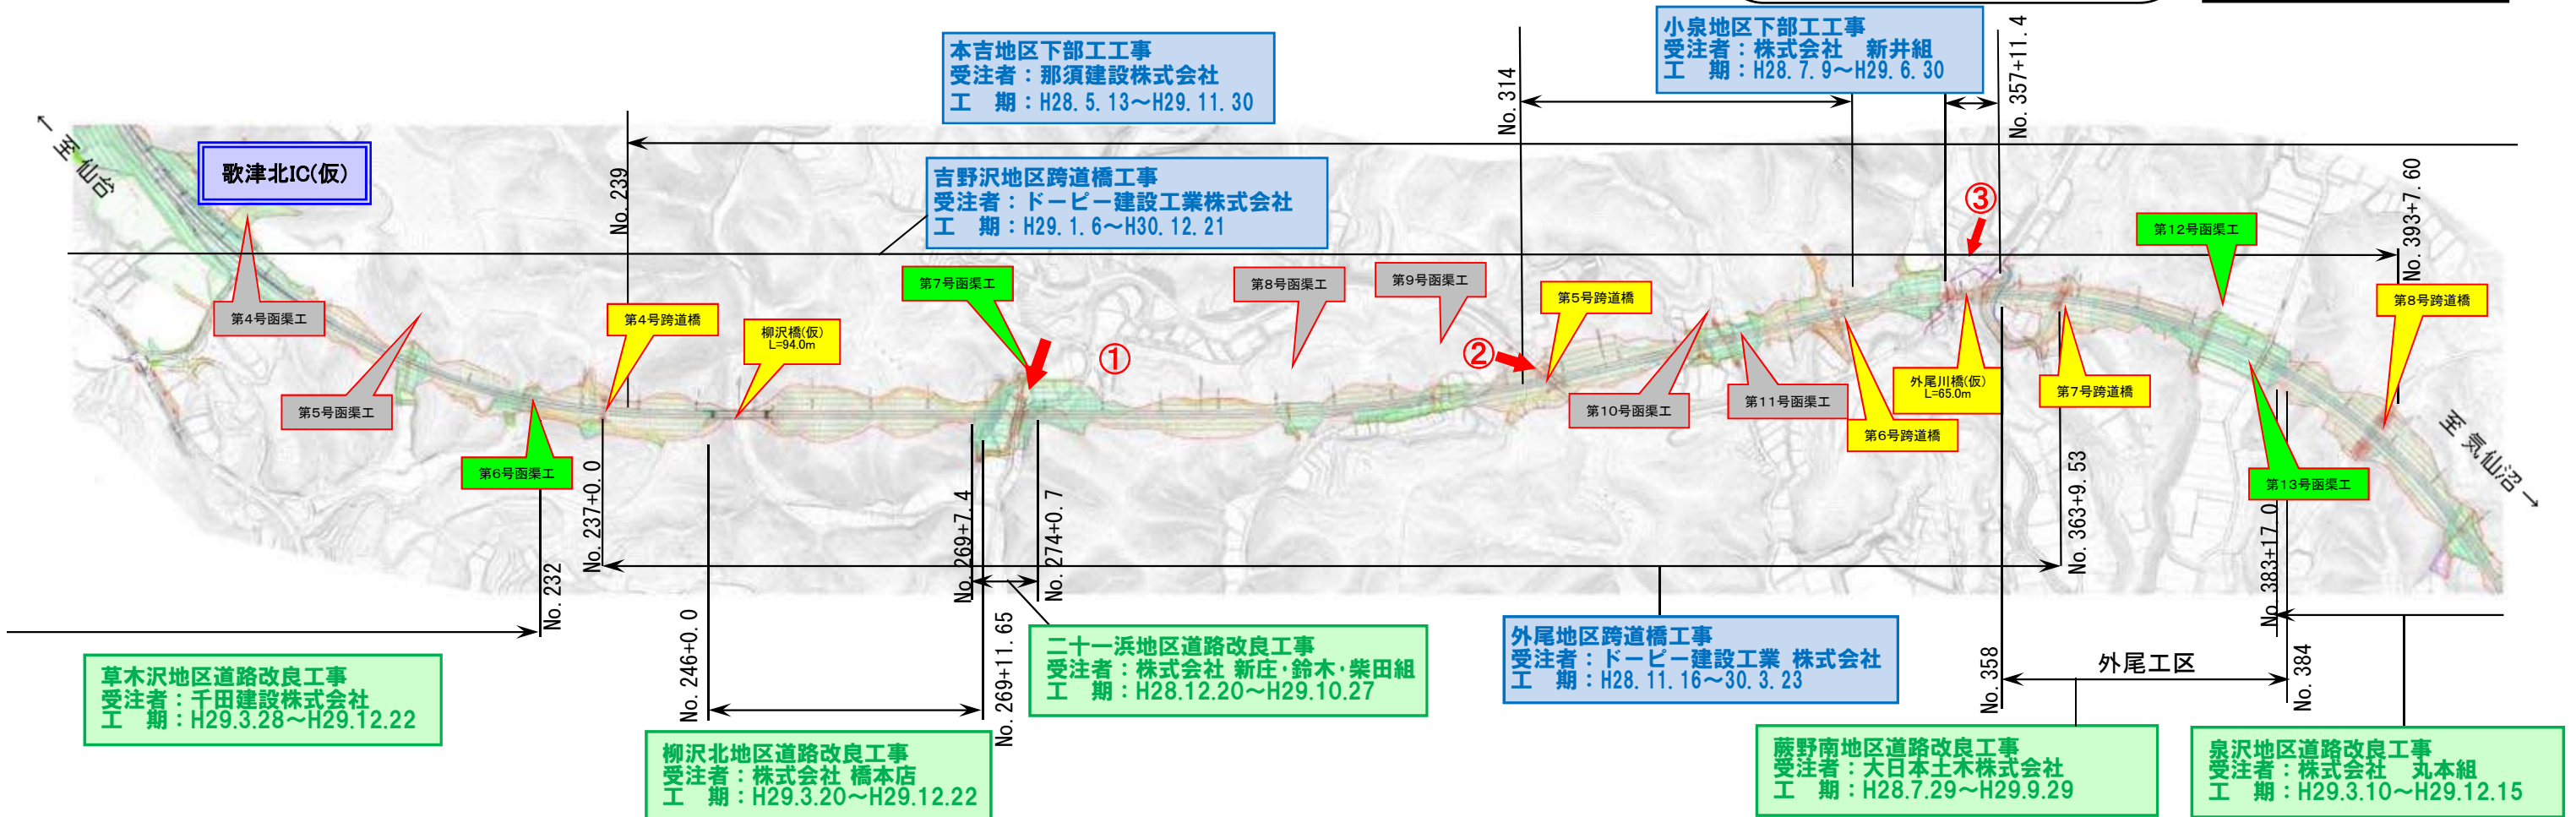 本吉地区下部工工事
受注者：那須建設株式会社
工　期：H28.5.13～H29.11.30
小泉地区下部工工事
受注者：株式会社　新井組
工　期：H28.7.9～H29.6.30
No.314
No.357+11.4
←至 仙台
歌津北IC(仮)
No.239
吉野沢地区跨道橋工事
受注者：ドーピー建設工業株式会社
工　期：H29.1.6～H30.12.21
③
No.393+7.60
第12号函渠工
第4号函渠工
第4号跨道橋
柳沢橋(仮)
L=94.0m
第7号函渠工
①
第8号函渠工
第9号函渠工
②
第5号跨道橋
第8号跨道橋
第5号函渠工
第10号函渠工
第11号函渠工
外尾川橋(仮)
L=65.0m
第7号跨道橋
第6号跨道橋
至 気仙沼→
第6号函渠工
第13号函渠工
No.232
No.237+0.0
No.246+0.0
No.269+7.4
No.269+11.65
No.274+0.7
No.358
No.363+9.53
No.383+17.0
No.384
外尾工区
草木沢地区道路改良工事
受注者：千田建設株式会社
工　期：H29.3.28～H29.12.22
柳沢北地区道路改良工事
受注者：株式会社 橋本店
工　期：H29.3.20～H29.12.22
二十一浜地区道路改良工事
受注者：株式会社 新庄･鈴木･柴田組
工　期：H28.12.20～H29.10.27
外尾地区跨道橋工事
受注者：ドーピー建設工業 株式会社
工　期：H28.11.16～30.3.23
蕨野南地区道路改良工事
受注者：大日本土木株式会社
工　期：H28.7.29～H29.9.29
泉沢地区道路改良工事
受注者：株式会社　丸本組
工　期：H29.3.10～H29.12.15